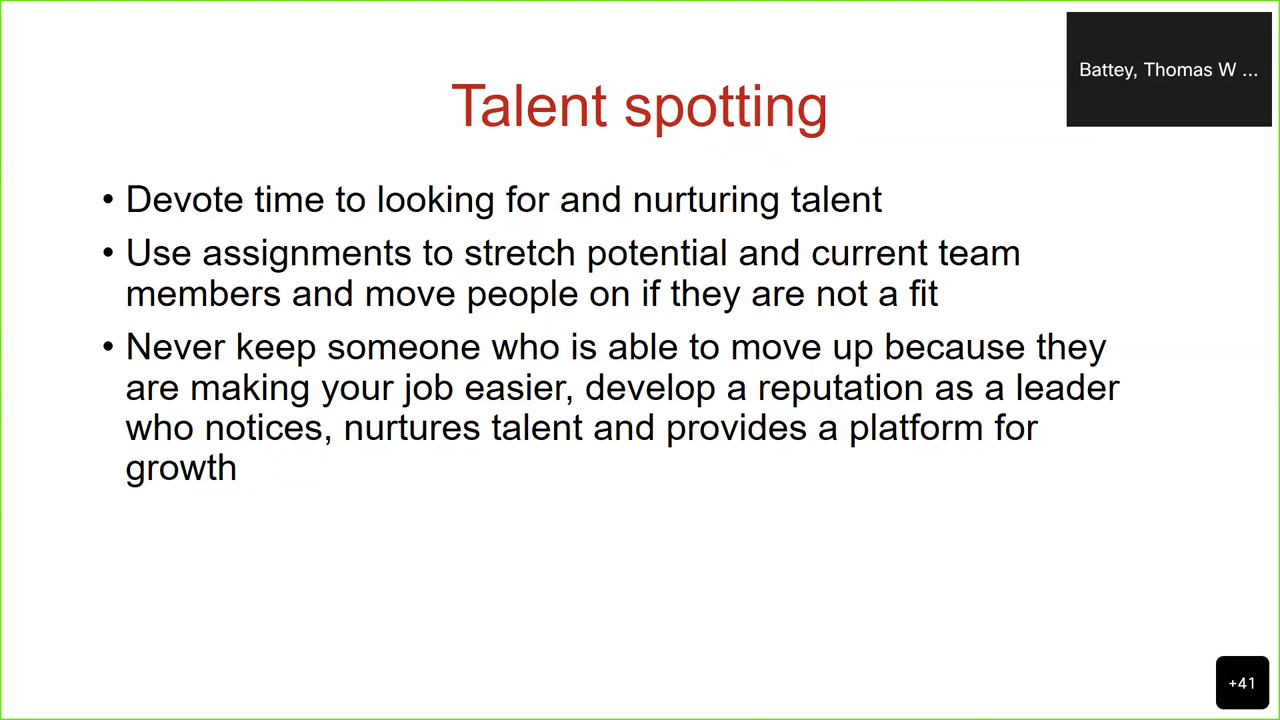 Battey, Thomas W ...
Talent spotting
• Devote time to looking for and nurturing talent
• Use assignments to stretch potential and current team
members and move people on if they are not a fit
• Never keep someone who is able to move up because they
are making your job easier, develop a reputation as a leader
who notices, nurtures talent and provides a platform for
growth
+41